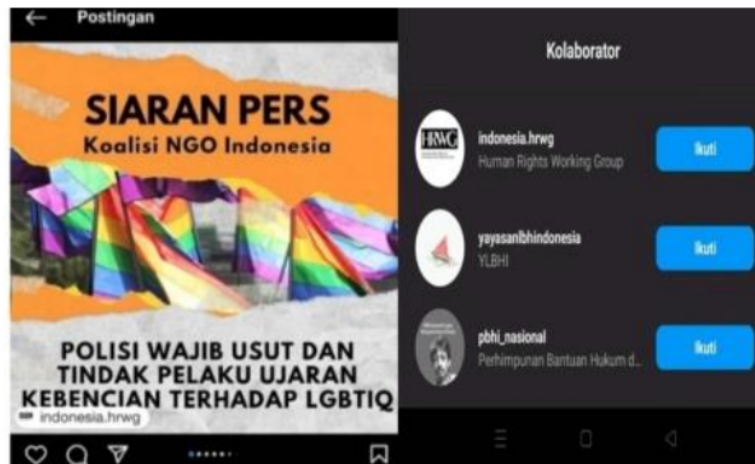 Postingan
SIARAN PERS
Koalisi NGO Indonesia
POLISI WAJIB USUT DAN
TINDAK PELAKU UJARAN
KEBENCIAN TERHADAP LGBTIQ
indonesia.hrwg
Kolaborator
HRWG
indonesia.hrwg
Human Rights Working Group
Ikuti
yayasanlbhindonesia
YLBHI
Ikuti
pbhi_nasional
Perhimpunan Bantuan Hukum d...
Ikuti